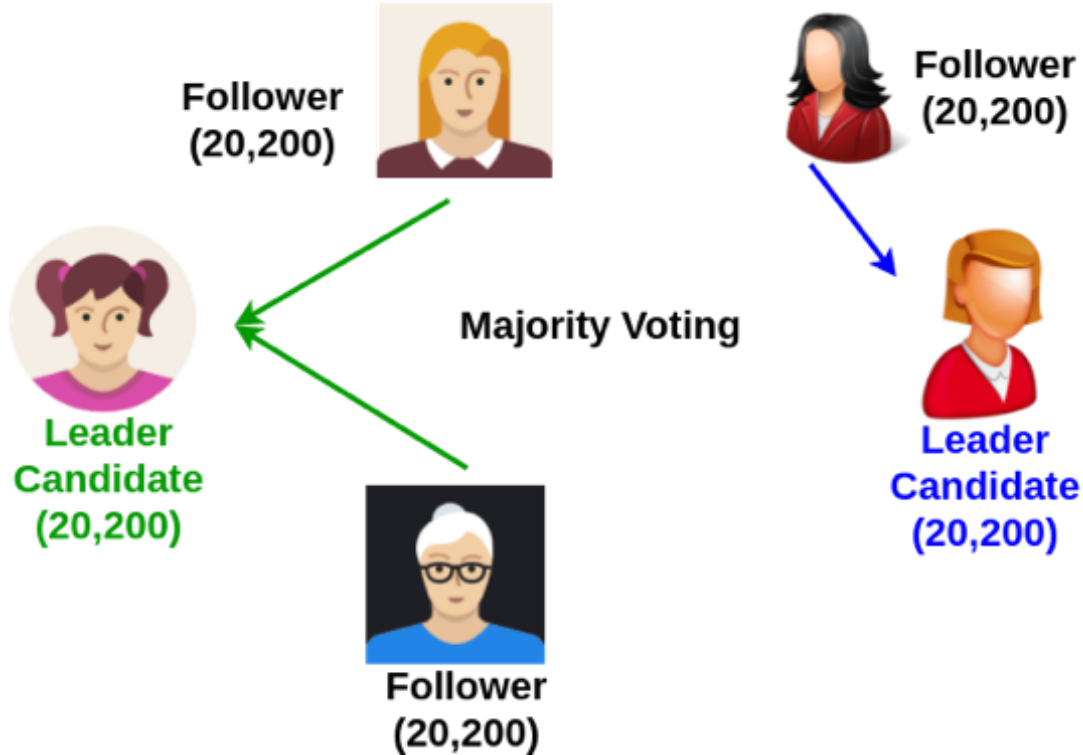 Follower
(20,200)
Follower
(20,200)
Majority Voting
Leader
Candidate
(20,200)
Leader
Candidate
(20,200)
Follower
(20,200)